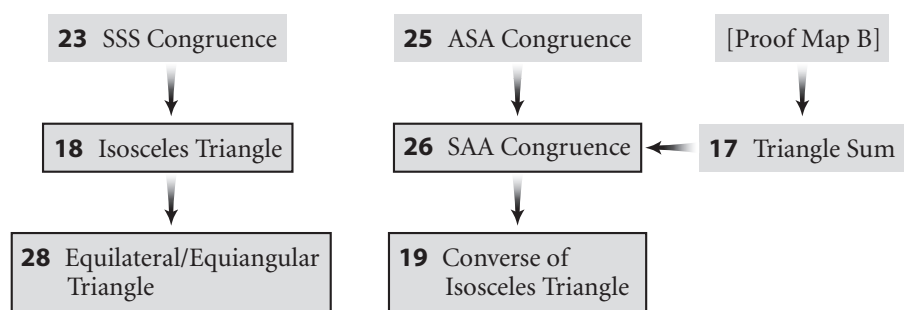 23 SSS Congruence
25 ASA Congruence
[Proof Map B]
18 Isosceles Triangle
26 SAA Congruence
17 Triangle Sum
28 Equilateral/Equiangular
Triangle
19 Converse of
Isosceles Triangle